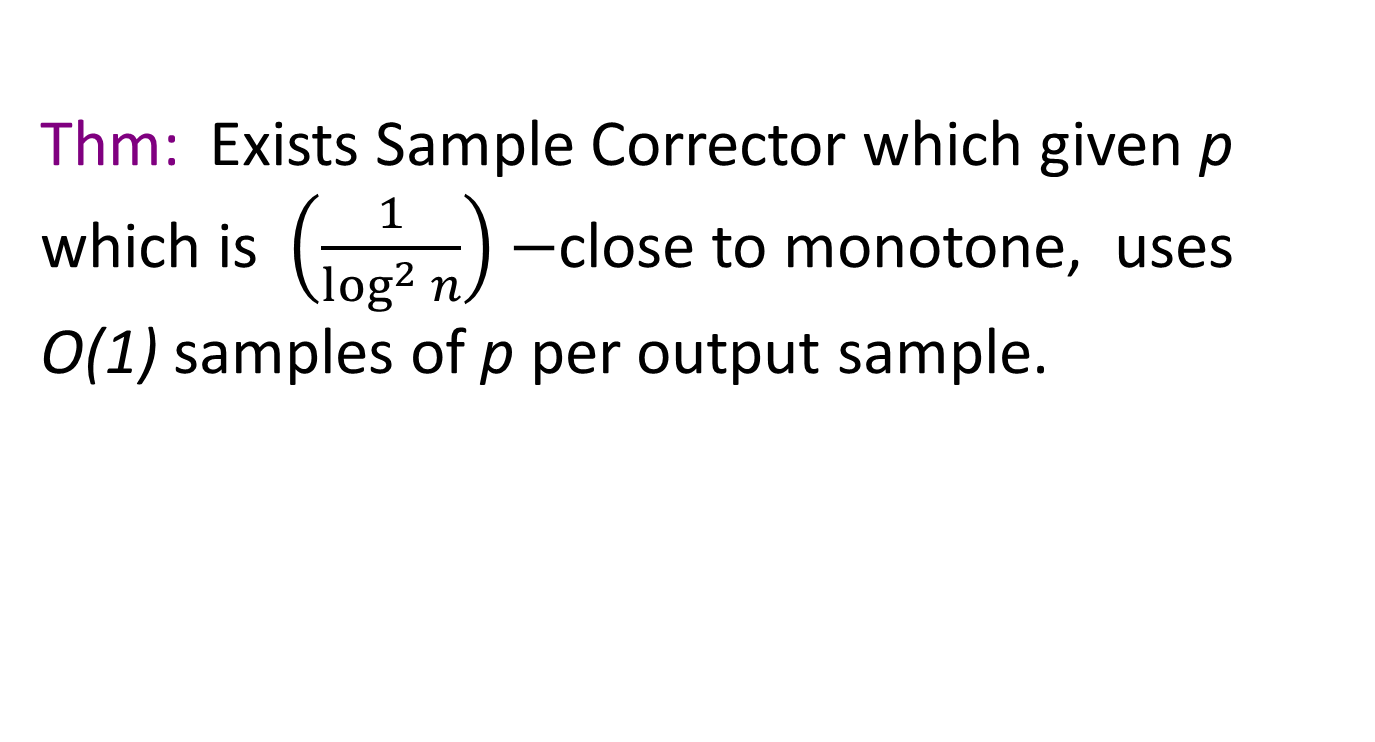 Thm: Exists Sample Corrector which given p
which is (1/log² n) –close to monotone, uses
O(1) samples of p per output sample.